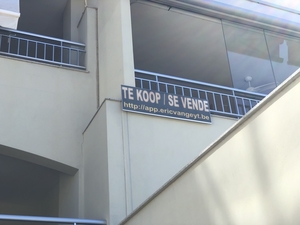 TE KOOP / SE VENDE
http://app.ericvangeyt.be